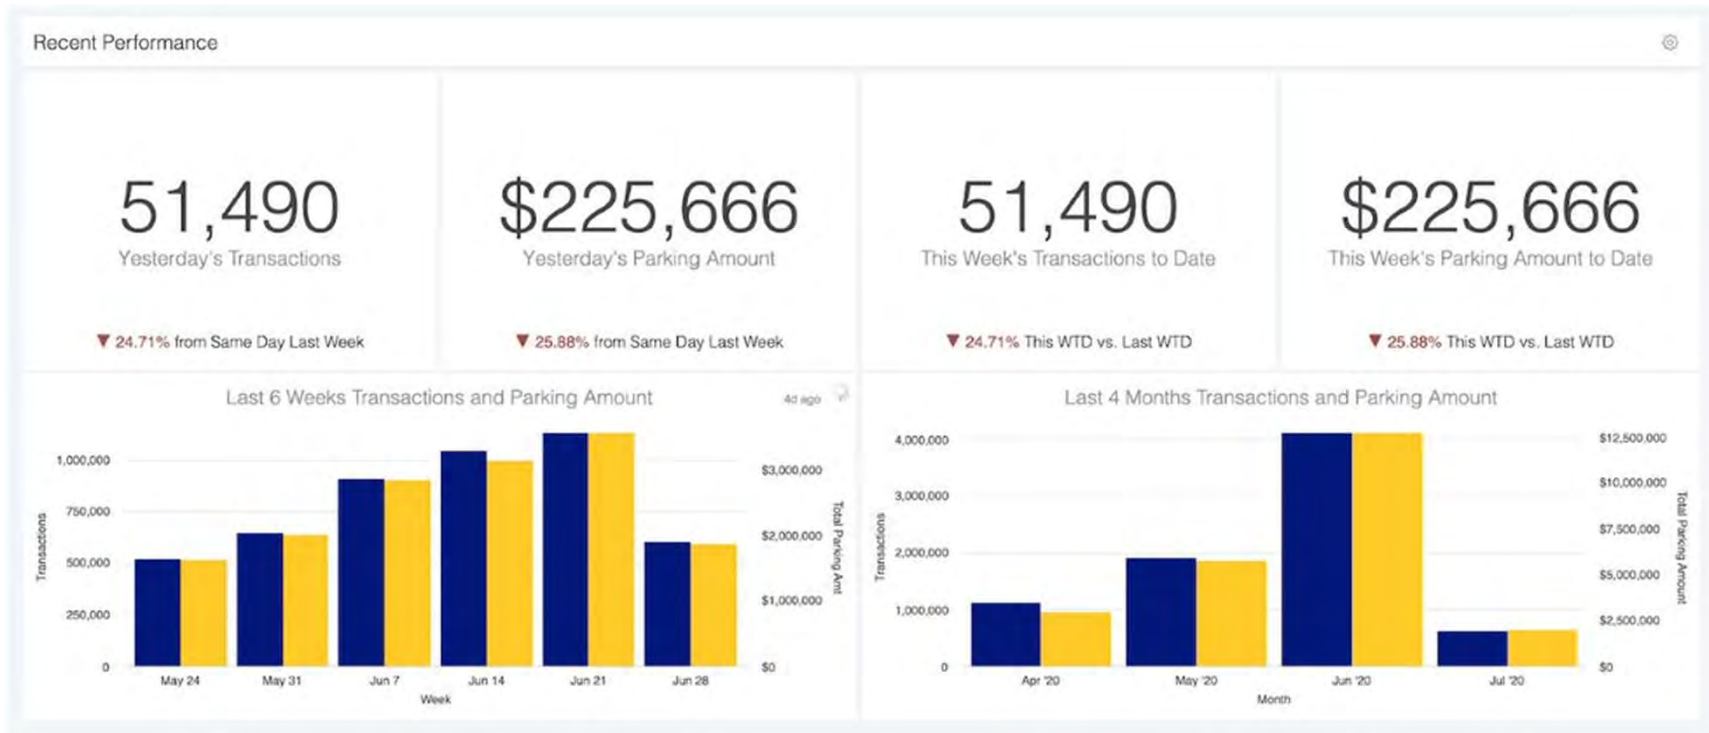 Recent Performance
51,490
Yesterday's Transactions
▼ 24.71% from Same Day Last Week
$225,666
Yesterday's Parking Amount
▼ 25.88% from Same Day Last Week
51,490
This Week's Transactions to Date
▼ 24.71% This WTD vs. Last WTD
$225,666
This Week's Parking Amount to Date
▼ 25.88% This WTD vs. Last WTD
Last 6 Weeks Transactions and Parking Amount
4d ago
Transactions
1,000,000
750,000
500,000
250,000
0
$3,000,000
$2,000,000
$1,000,000
$0
Total Parking Amt
May 24
May 31
Jun 7
Jun 14
Jun 21
Jun 28
Week
Last 4 Months Transactions and Parking Amount
Transactions
4,000,000
3,000,000
2,000,000
1,000,000
0
$12,500,000
$10,000,000
$7,500,000
$5,000,000
$2,500,000
$0
Total Parking Amount
Apr '20
May '20
Jun '20
Jul '20
Month